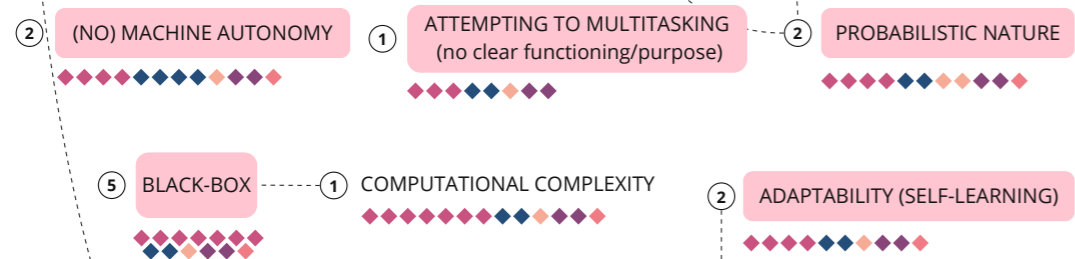 2 (NO) MACHINE AUTONOMY
1 ATTEMPTING TO MULTITASKING
(no clear functioning/purpose)
2 PROBABILISTIC NATURE
5 BLACK-BOX
1 COMPUTATIONAL COMPLEXITY
2 ADAPTABILITY (SELF-LEARNING)